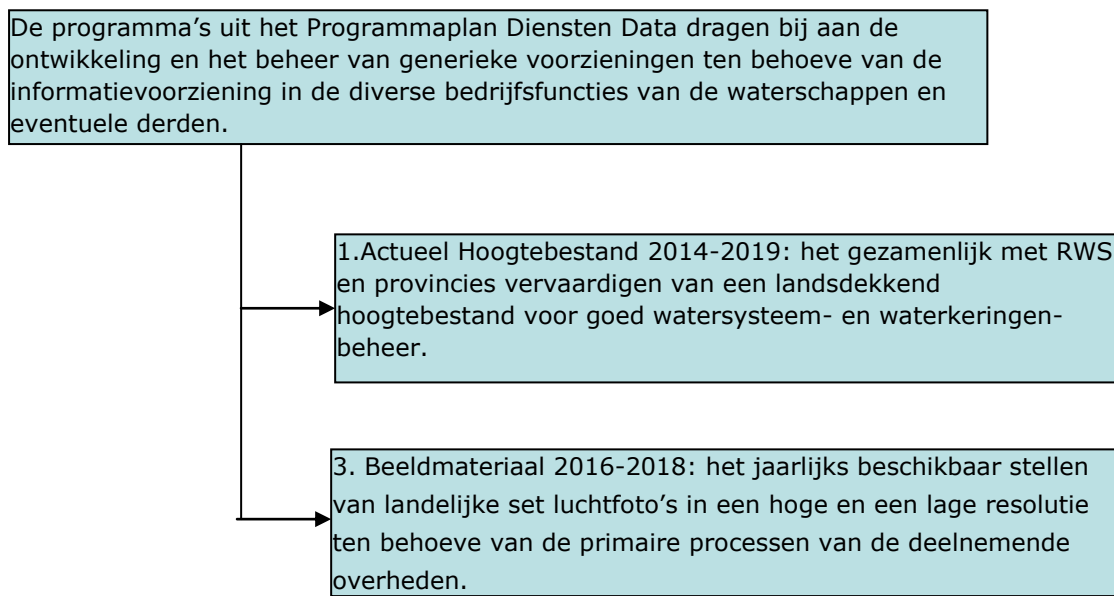 De programma’s uit het Programmaplan Diensten Data dragen bij aan de
ontwikkeling en het beheer van generieke voorzieningen ten behoeve van de
informatievoorziening in de diverse bedrijfsfuncties van de waterschappen en
eventuele derden.
1.Actueel Hoogtebestand 2014-2019: het gezamenlijk met RWS
en provincies vervaardigen van een landsdekkend
hoogtebestand voor goed watersysteem- en waterkeringen-
beheer.
3. Beeldmateriaal 2016-2018: het jaarlijks beschikbaar stellen
van landelijke set luchtfoto’s in een hoge en een lage resolutie
ten behoeve van de primaire processen van de deelnemende
overheden.